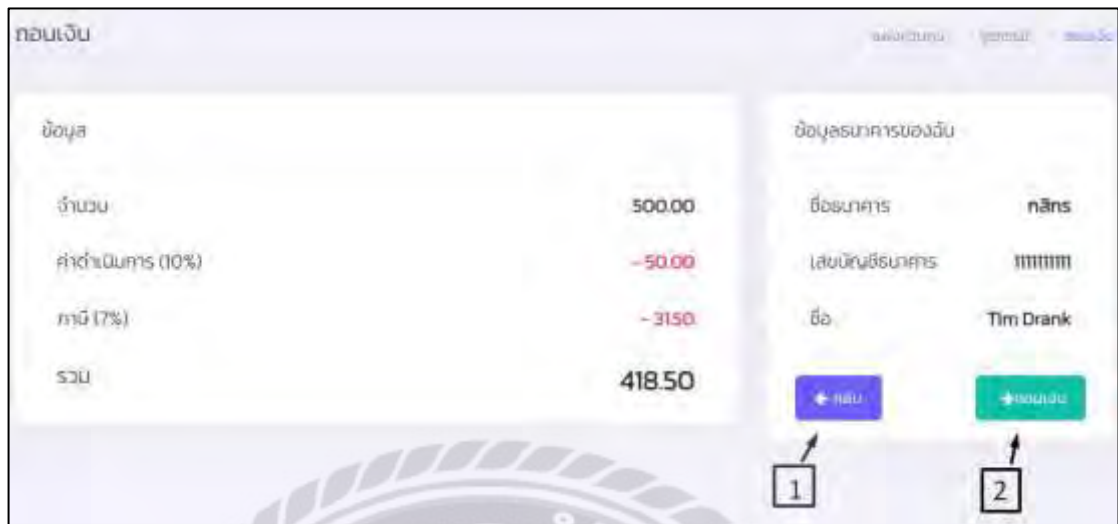 ถอนเงิน
ข้อมูล
จำนวน 500.00
ค่าดำเนินการ (10%) - 50.00
ภาษี (7%) - 31.50
รวม 418.50
ข้อมูลธนาคารของฉัน
ชื่อธนาคาร กสิกร
เลขบัญชีธนาคาร
ชื่อ Tim Drank
กลับ ถอนเงิน
1 2